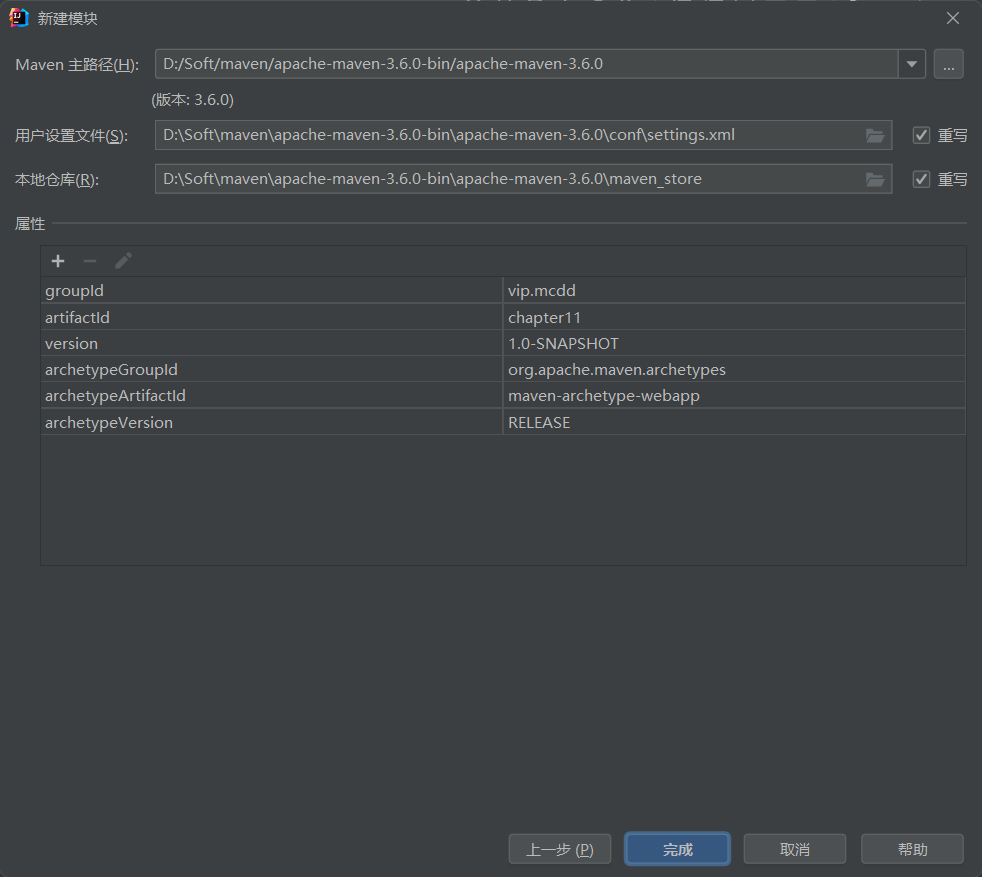 新建模块
Maven 主路径(H): D:/Soft/maven/apache-maven-3.6.0-bin/apache-maven-3.6.0 ...
(版本: 3.6.0)
用户设置文件(S): D:\Soft\maven\apache-maven-3.6.0-bin\apache-maven-3.6.0\conf\settings.xml 重写
本地仓库(R): D:\Soft\maven\apache-maven-3.6.0-bin\apache-maven-3.6.0\maven_store 重写
属性
groupId vip.mcdd
artifactId chapter11
version 1.0-SNAPSHOT
archetypeGroupId org.apache.maven.archetypes
archetypeArtifactId maven-archetype-webapp
archetypeVersion RELEASE
上一步 (P) 完成 取消 帮助